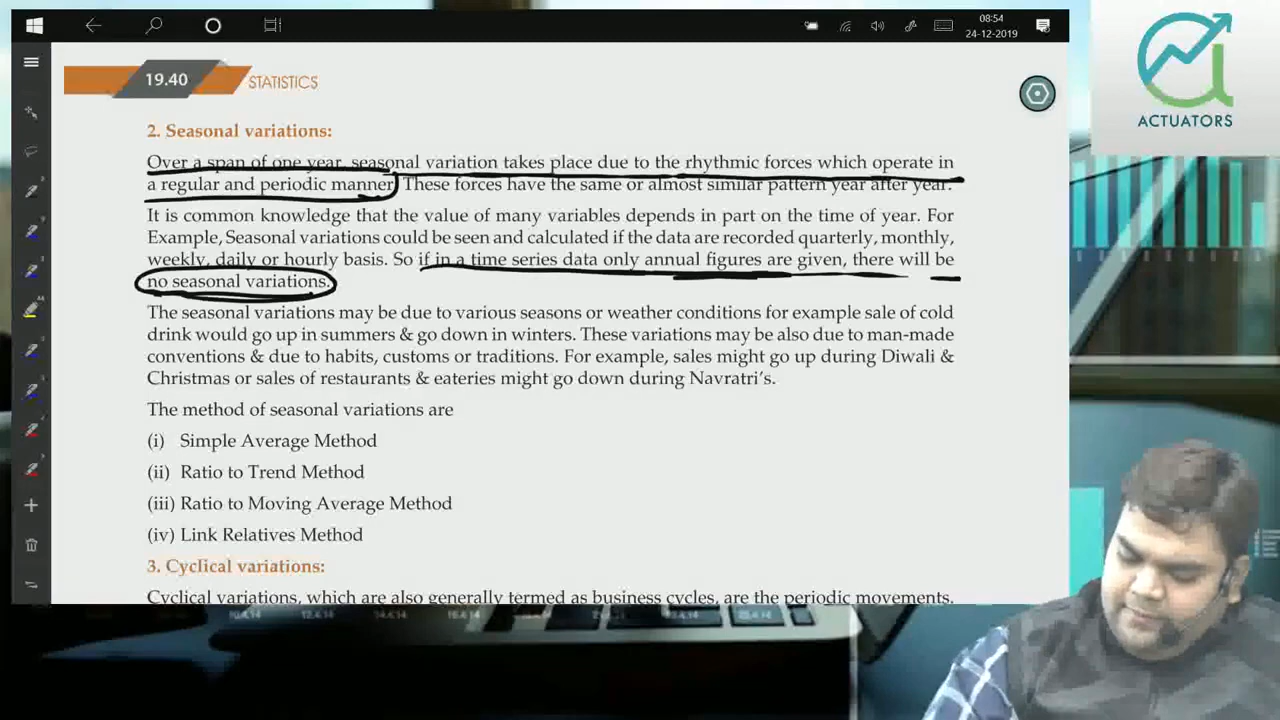 08:54
24-12-2019
ACTUATORS
19.40 STATISTICS
2. Seasonal variations:
Over a span of one year, seasonal variation takes place due to the rhythmic forces which operate in
a regular and periodic manner. These forces have the same or almost similar pattern year after year.
It is common knowledge that the value of many variables depends in part on the time of year. For
Example, Seasonal variations could be seen and calculated if the data are recorded quarterly, monthly,
weekly, daily or hourly basis. So if in a time series data only annual figures are given, there will be
no seasonal variations.
The seasonal variations may be due to various seasons or weather conditions for example sale of cold
drink would go up in summers & go down in winters. These variations may be also due to man-made
conventions & due to habits, customs or traditions. For example, sales might go up during Diwali &
Christmas or sales of restaurants & eateries might go down during Navratri's.
The method of seasonal variations are
(i) Simple Average Method
(ii) Ratio to Trend Method
(iii) Ratio to Moving Average Method
(iv) Link Relatives Method
3. Cyclical variations:
Cyclical variations, which are also generally termed as business cycles, are the periodic movements.